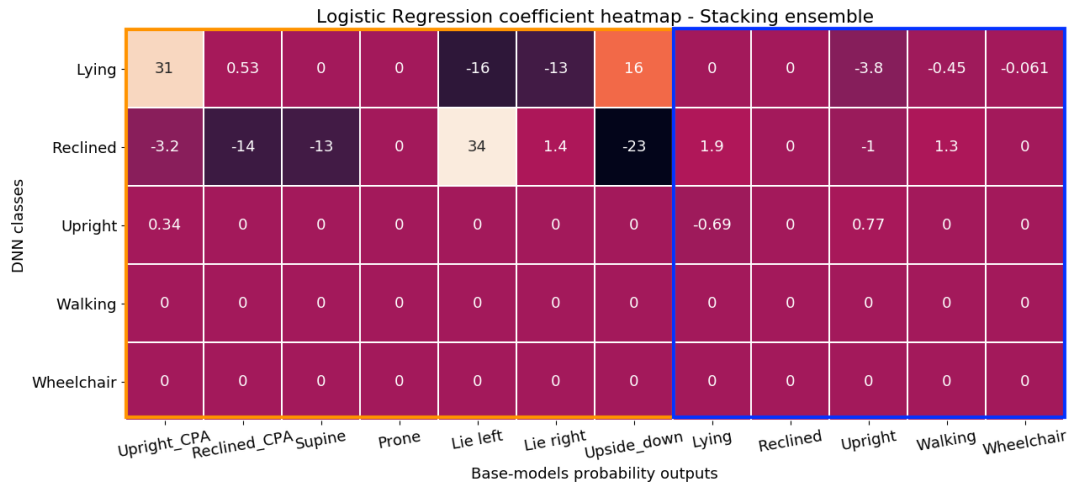 Logistic Regression coefficient heatmap - Stacking ensemble
DNN classes
Lying 31 0.53 0 0 -16 -13 16 0 0 -3.8 -0.45 -0.061
Reclined -3.2 -14 -13 0 34 1.4 -23 1.9 0 -1 1.3 0
Upright 0.34 0 0 0 0 0 0 -0.69 0 0.77 0 0
Walking 0 0 0 0 0 0 0 0 0 0 0 0
Wheelchair 0 0 0 0 0 0 0 0 0 0 0 0
Upright_CPA Reclined_CPA Supine Prone Lie left Lie right Upside_down Lying Reclined Upright Walking Wheelchair
Base-models probability outputs